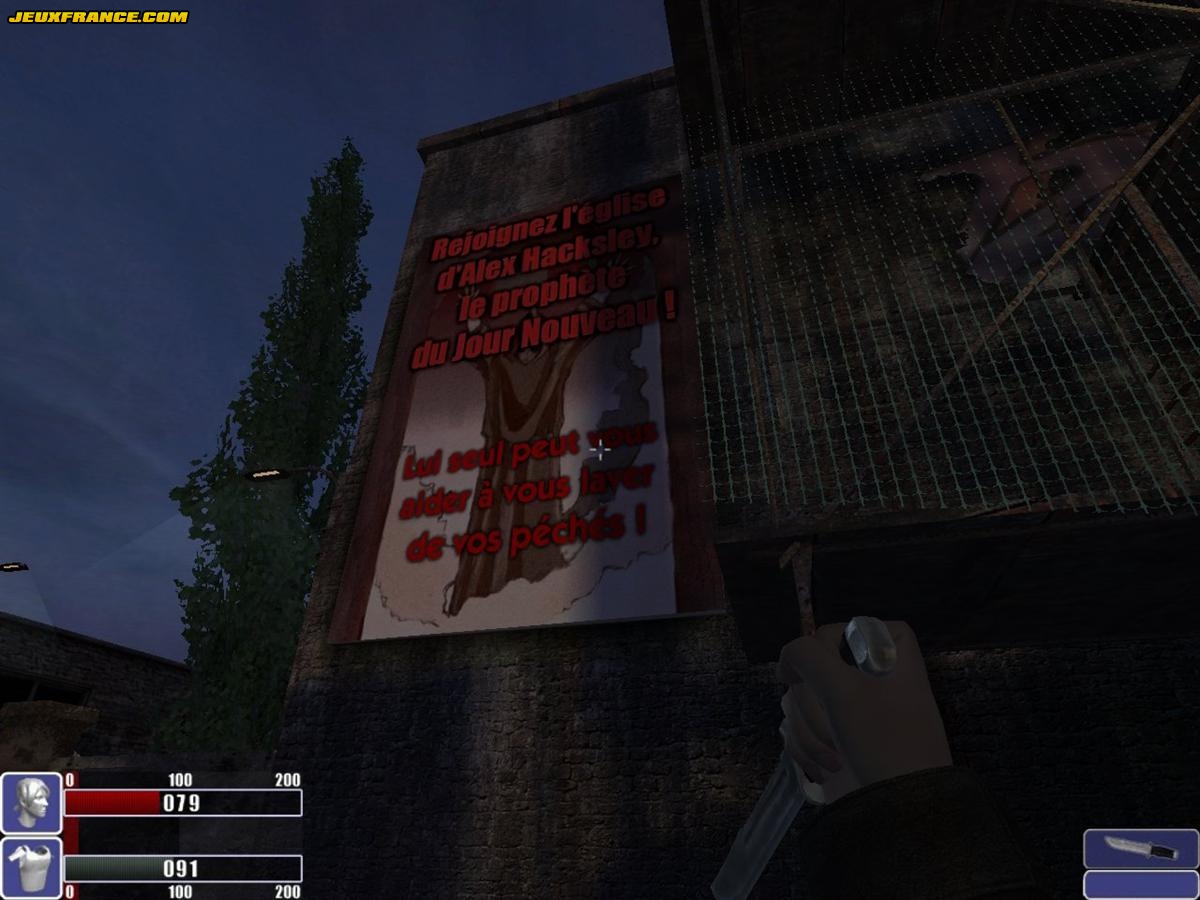 JEUXFRANCE.COM
Rejoignez l'église
d'Alex Hacksley,
le prophète
du Jour Nouveau !
Lui seul peut vous
aider à vous laver
de vos péchés !
0 100 200
079
091
0 100 200